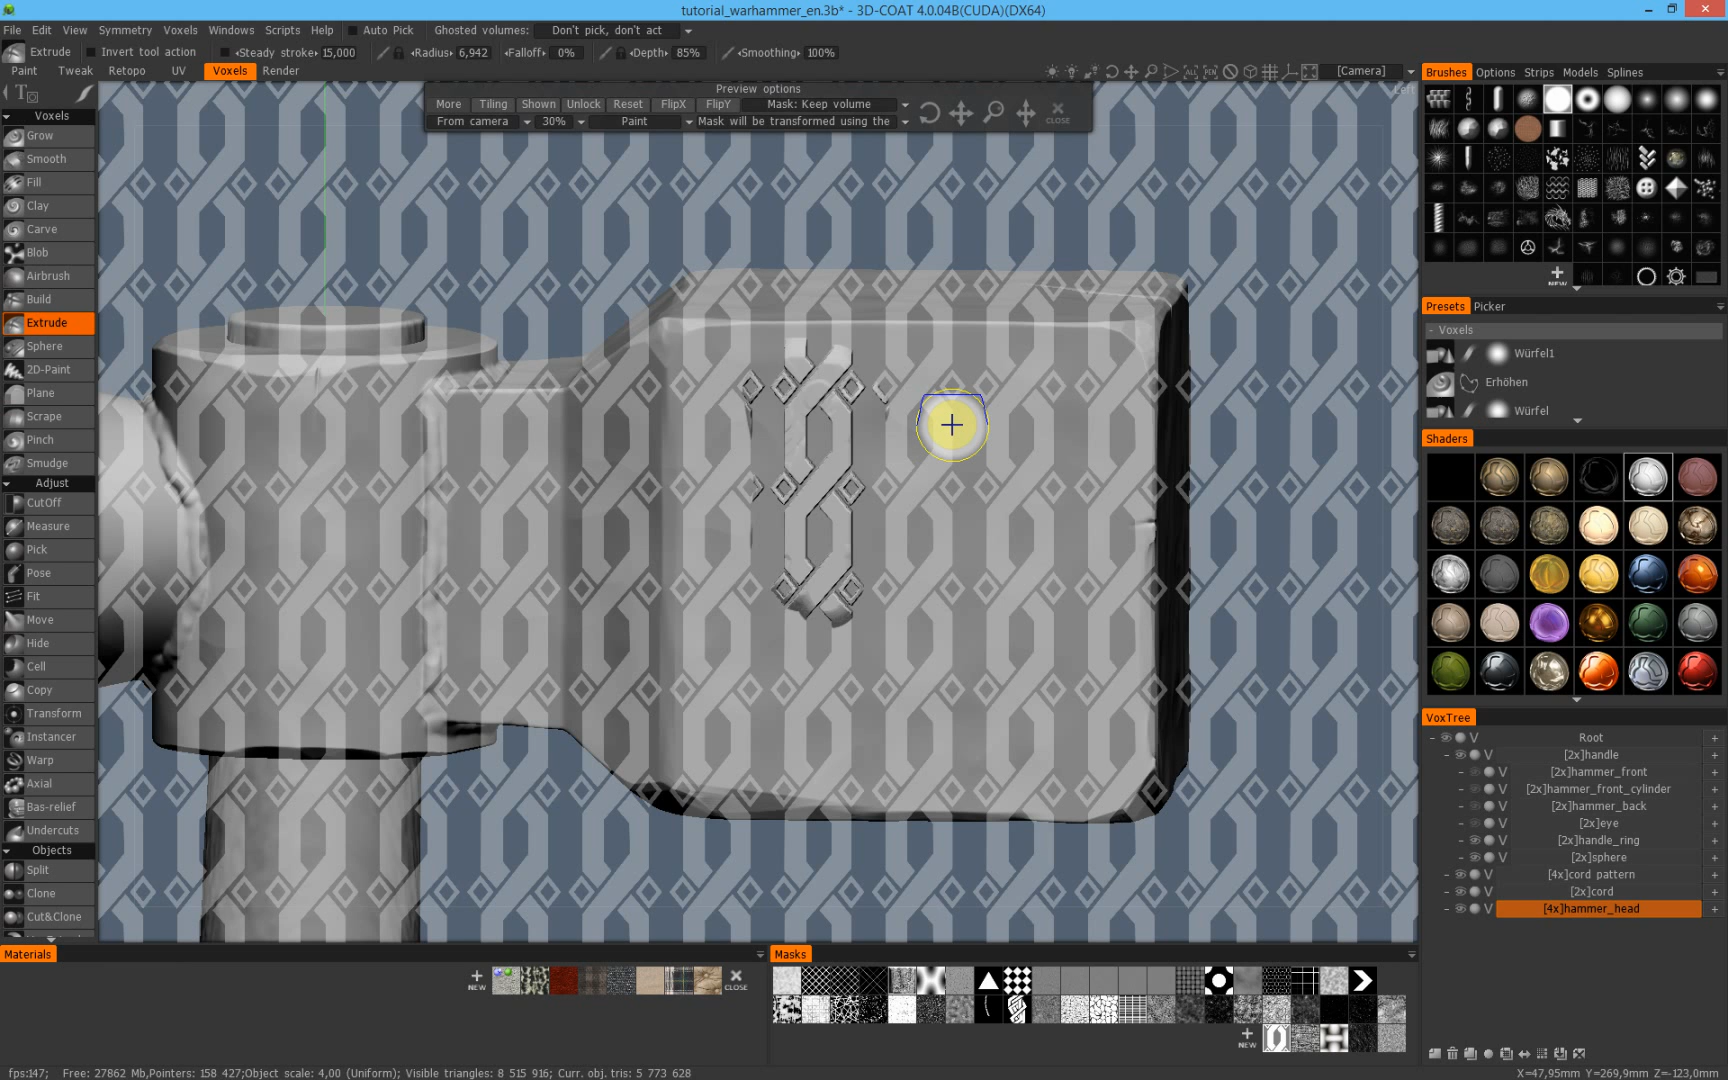 tutorial_warhammer_en.3b* - 3D-COAT 4.0.04B(CUDA)(DX64)
File Edit View Symmetry Voxels Windows Scripts Help Auto Pick Ghosted volumes: Don't pick, don't act
Extrude Invert tool action Steady stroke 15,000 Radius 6,942 Falloff 0% Depth 85% Smoothing 100%
Paint Tweak Retopo UV Voxels Render [Camera]
Left
Preview options
More Tiling Shown Unlock Reset FlipX FlipY Mask: Keep volume
From camera 30% Paint Mask will be transformed using the
CLOSE
Voxels
Grow
Smooth
Fill
Clay
Carve
Blob
Airbrush
Build
Extrude
Sphere
2D-Paint
Plane
Scrape
Pinch
Smudge
Adjust
CutOff
Measure
Pick
Pose
Fit
Move
Hide
Cell
Copy
Transform
Instancer
Warp
Axial
Bas-relief
Undercuts
Objects
Split
Clone
Cut&Clone
Brushes Options Strips Models Splines
NEW
Presets Picker
- Voxels
Würfel1
Erhöhen
Würfel
Shaders
VoxTree
Root
[2x]handle
[2x]hammer_front
[2x]hammer_front_cylinder
[2x]hammer_back
[2x]eye
[2x]handle_ring
[2x]sphere
[4x]cord pattern
[2x]cord
[4x]hammer_head
Materials
NEW
CLOSE
Masks
NEW
fps:147; Free: 27862 Mb,Pointers: 158 427;Object scale: 4,00 (Uniform); Visible triangles: 8 515 916; Curr. obj. tris: 5 773 628
X=47,95mm Y=269,9mm Z=-123,0mm